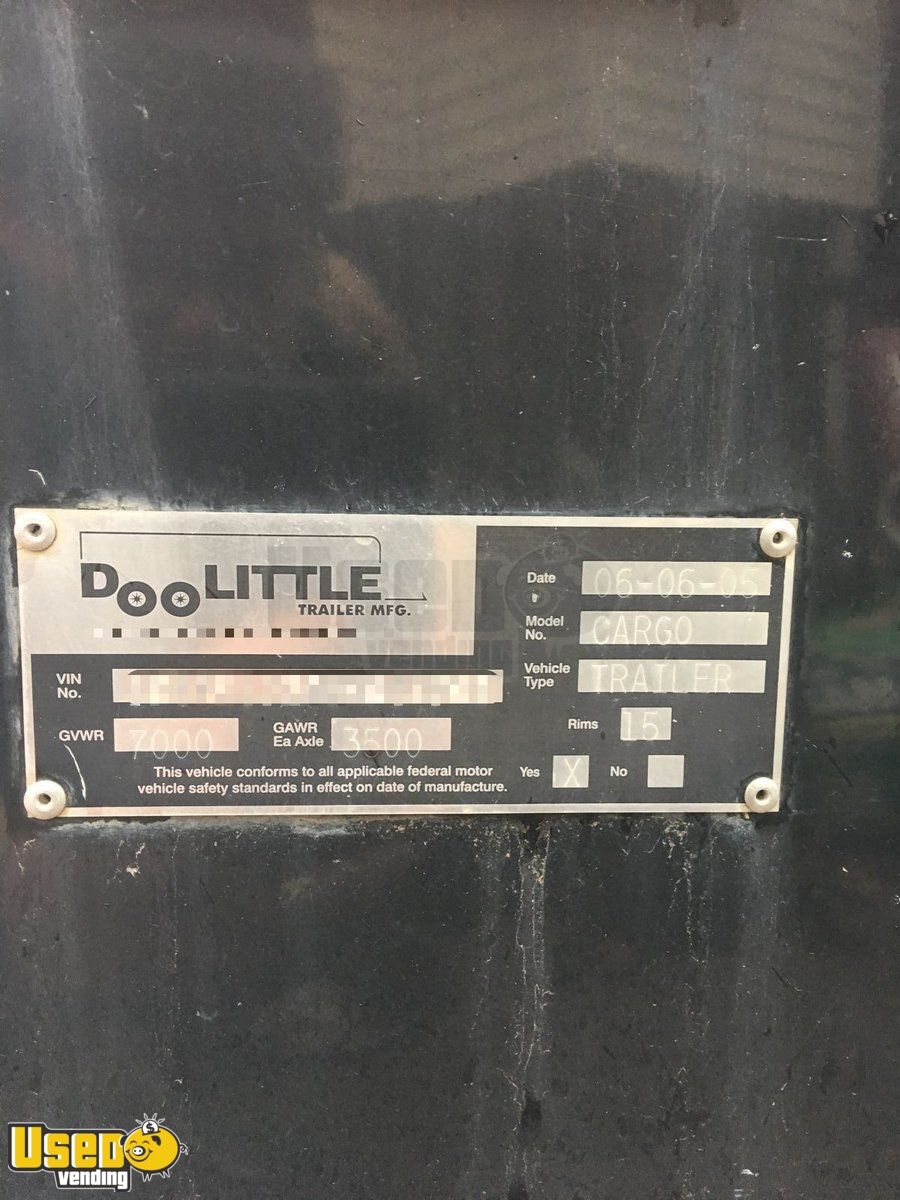 DOOLITTLE
TRAILER MFG.
VIN No.
GVWR 7000
GAWR Ea Axle 3500
This vehicle conforms to all applicable federal motor
vehicle safety standards in effect on date of manufacture.
Date 06-06-05
Model No. CARGO
Vehicle Type TRAILER
Rims 15
Yes X No
USED
vending